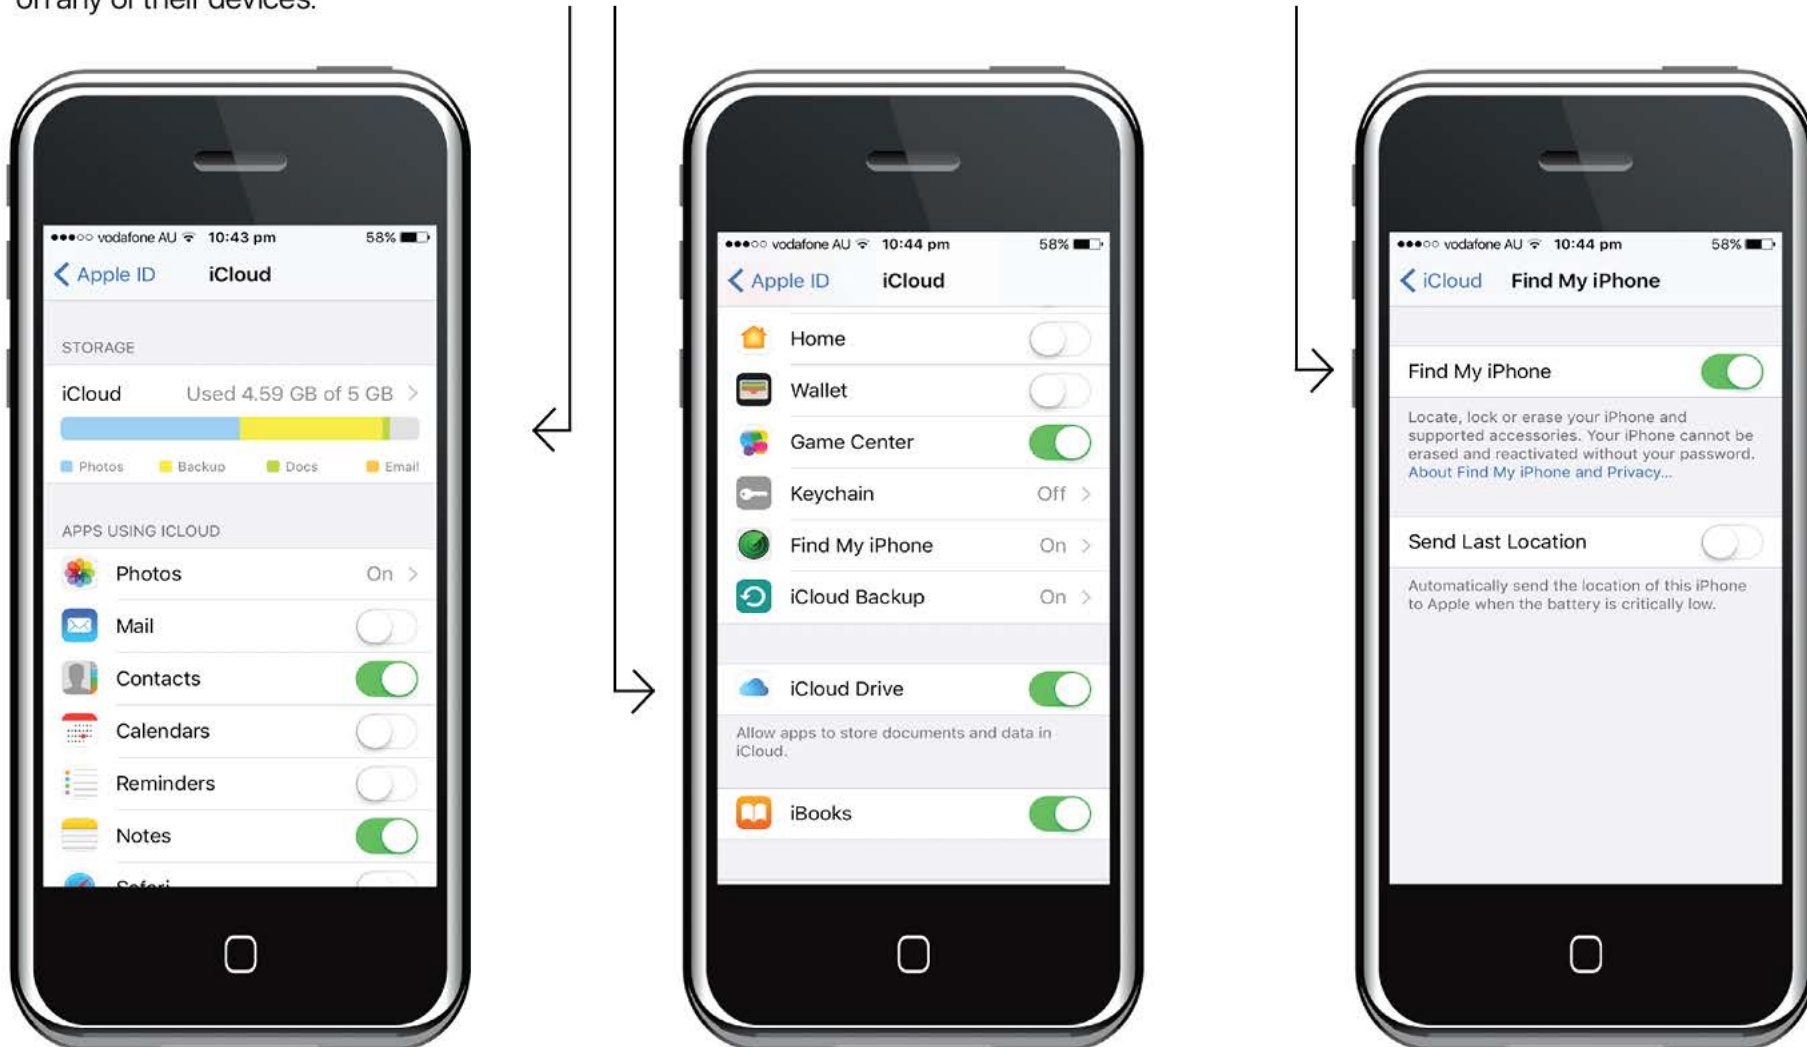 on any of their devices.
vodafone AU 10:43 pm 58%
Apple ID iCloud
STORAGE
iCloud Used 4.59 GB of 5 GB
Photos Backup Docs Email
APPS USING ICLOUD
Photos On
Mail
Contacts
Calendars
Reminders
Notes
Safari
vodafone AU 10:44 pm 58%
Apple ID iCloud
Home
Wallet
Game Center
Keychain Off
Find My iPhone On
iCloud Backup On
iCloud Drive
Allow apps to store documents and data in
iCloud.
iBooks
vodafone AU 10:44 pm 58%
iCloud Find My iPhone
Find My iPhone
Locate, lock or erase your iPhone and
supported accessories. Your iPhone cannot be
erased and reactivated without your password.
About Find My iPhone and Privacy...
Send Last Location
Automatically send the location of this iPhone
to Apple when the battery is critically low.